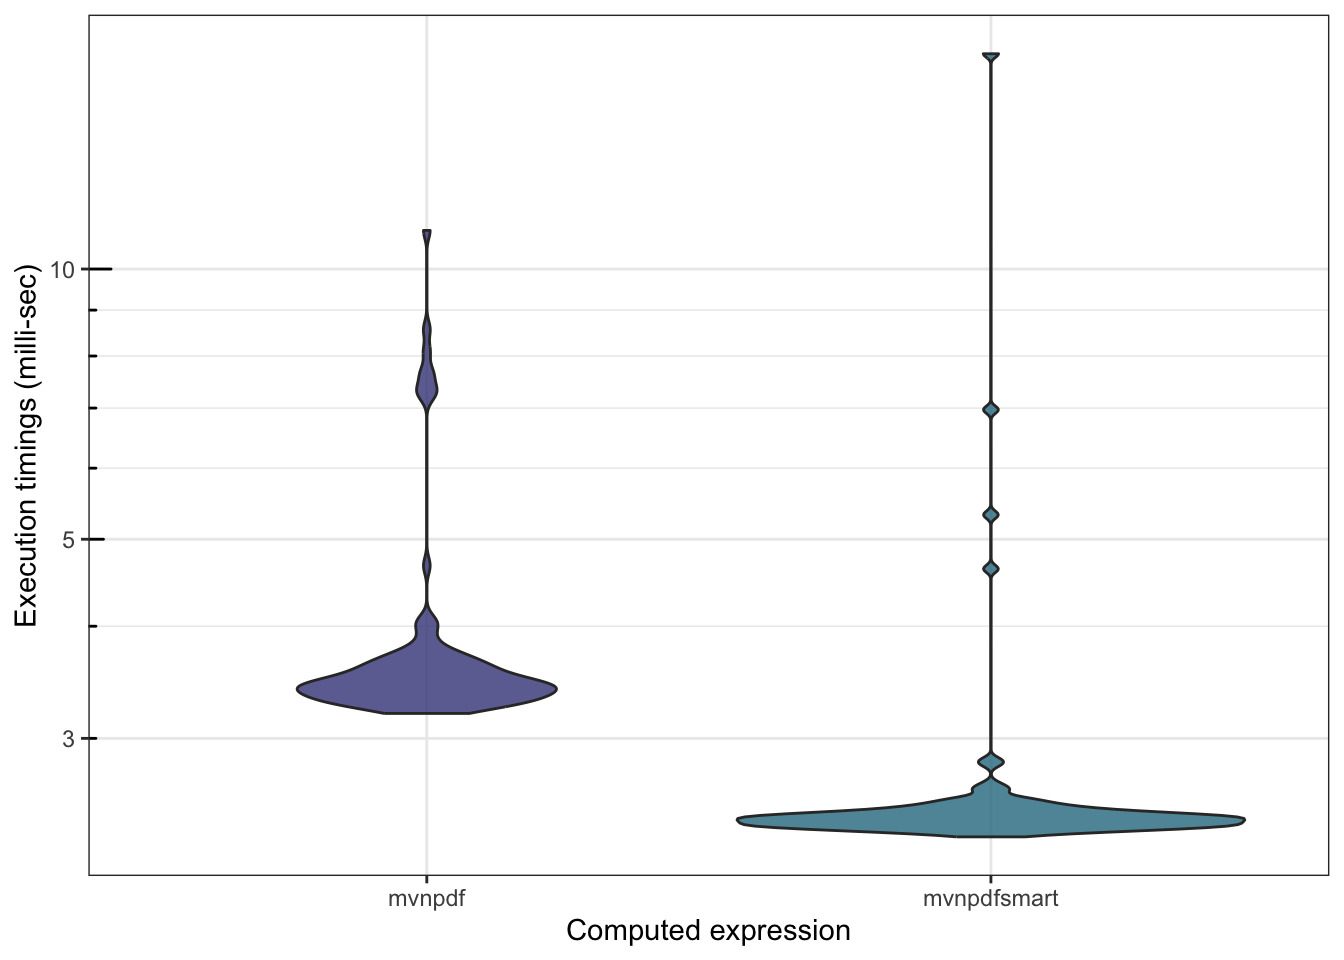 Execution timings (milli-sec)
10
5
3
mvnpdf
mvnpdfsmart
Computed expression